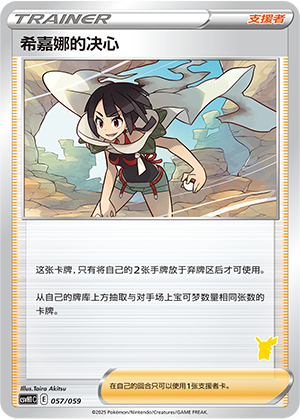 TRAINER
支援者
希嘉娜的决心
这张卡牌，只有将自己的2张手牌放于弃牌区后才可使用。
从自己的牌库上方抽取与对手场上宝可梦数量相同张数的
卡牌。
Illus.Taira Akitsu
在自己的回合只可以使用1张支援者卡。
E 057/059
©2025 Pokémon/Nintendo/Creatures/GAME FREAK.